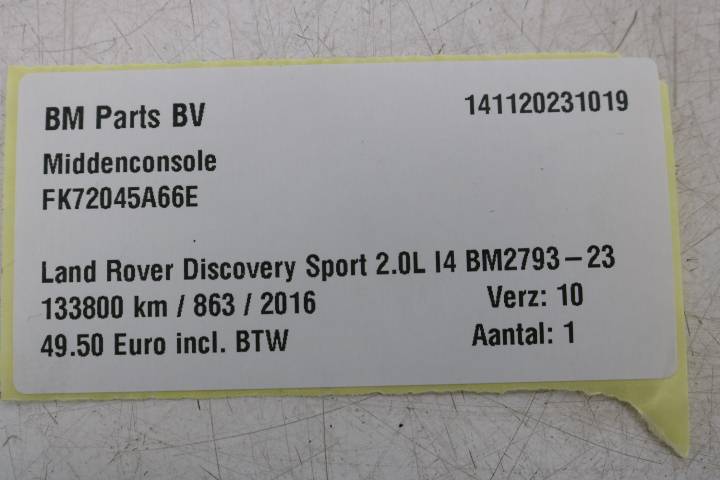 BM Parts BV 141120231019
Middenconsole
FK72045A66E
Land Rover Discovery Sport 2.0L I4 BM2793-23
133800 km / 863 / 2016 Verz: 10
49.50 Euro incl. BTW Aantal: 1